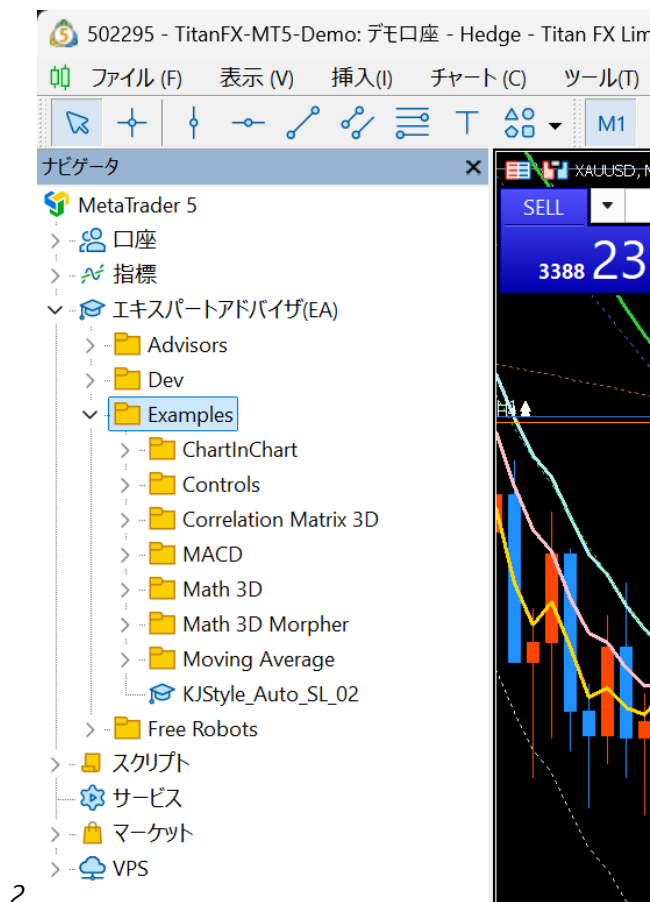 502295 - TitanFX-MT5-Demo: デモ口座 - Hedge - Titan FX Lim
ファイル (F) 表示 (V) 挿入(I) チャート (C) ツール(T)
M1
ナビゲータ
XAUUSD, M
MetaTrader 5
SELL
口座
指標
3388 23
エキスパートアドバイザ(EA)
Advisors
Dev
Examples
H1
ChartInChart
Controls
Correlation Matrix 3D
MACD
Math 3D
Math 3D Morpher
Moving Average
KJStyle_Auto_SL_02
Free Robots
スクリプト
サービス
マーケット
VPS
2